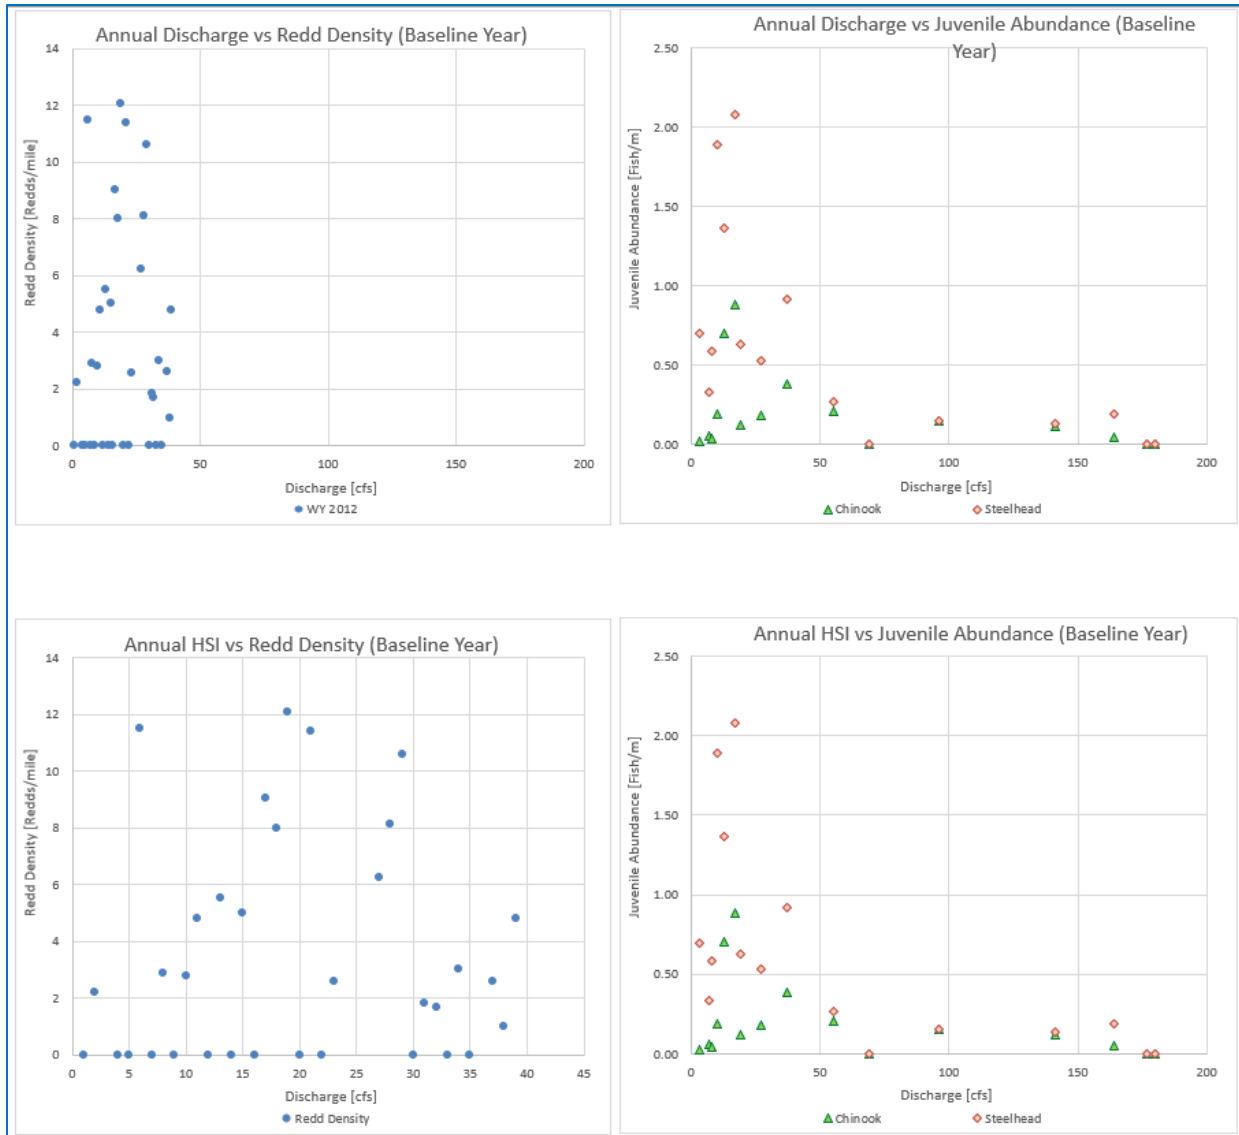 Annual Discharge vs Redd Density (Baseline Year)
14
12
10
8
6
4
2
0
Redd Density [Redds/mile]
0 50 100 150 200
Discharge [cfs]
WY 2012
Annual Discharge vs Juvenile Abundance (Baseline
Year)
2.50
2.00
1.50
1.00
0.50
0.00
Juvenile Abundance [Fish/m]
0 50 100 150 200
Discharge [cfs]
Chinook Steelhead
Annual HSI vs Redd Density (Baseline Year)
14
12
10
8
6
4
2
0
Redd Density [Redds/mile]
0 5 10 15 20 25 30 35 40 45
Discharge [cfs]
Redd Density
Annual HSI vs Juvenile Abundance (Baseline Year)
2.50
2.00
1.50
1.00
0.50
0.00
Juvenile Abundance [Fish/m]
0 50 100 150 200
Discharge [cfs]
Chinook Steelhead